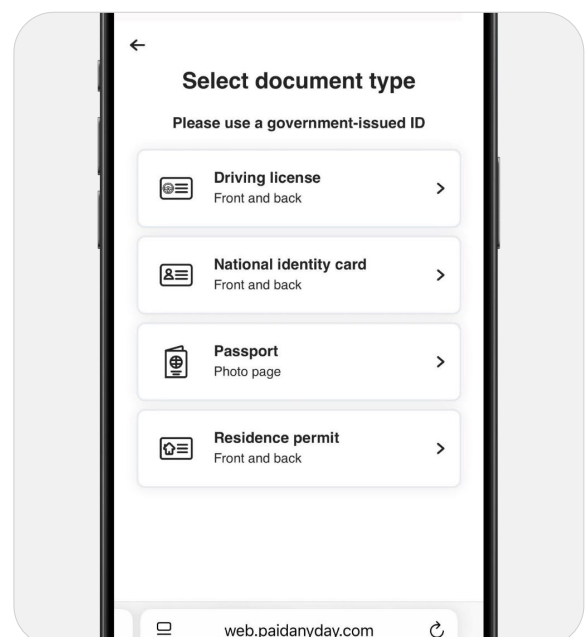 Select document type
Please use a government-issued ID
Driving license
Front and back
National identity card
Front and back
Passport
Photo page
Residence permit
Front and back
web.paidanyday.com